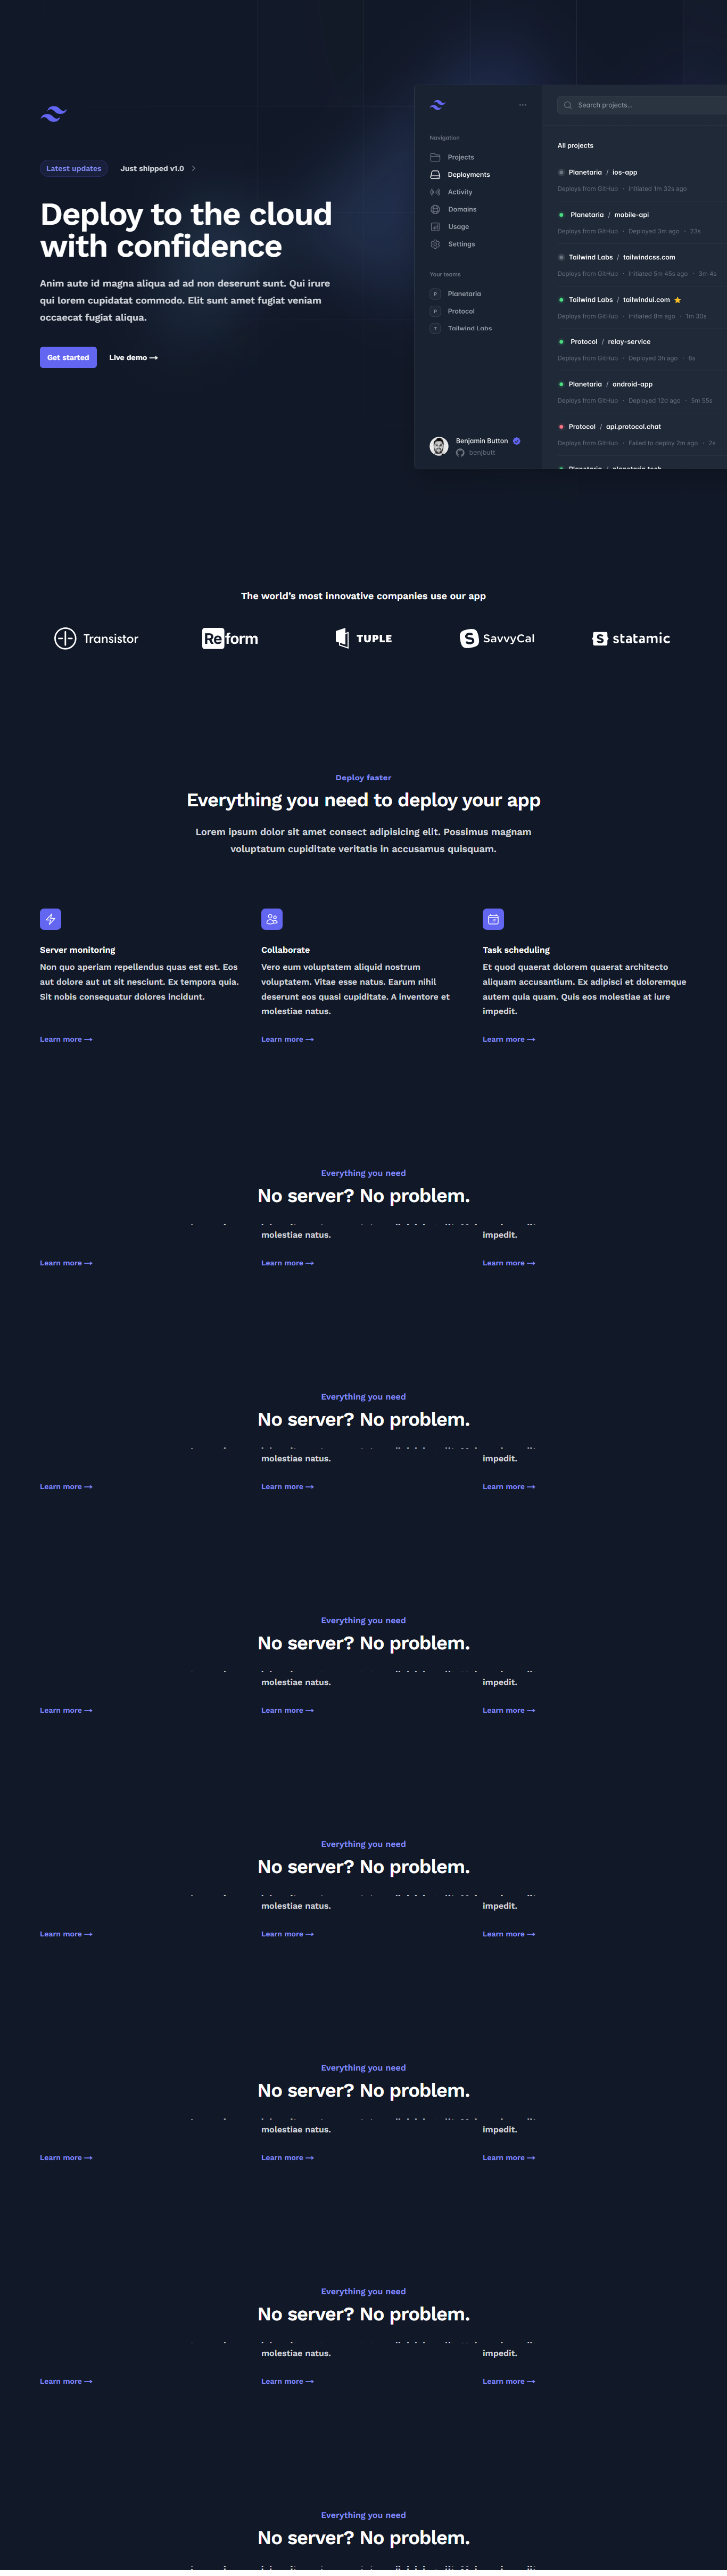 Latest updates
Just shipped v1.0
Deploy to the cloud
with confidence
Anim aute id magna aliqua ad ad non deserunt sunt. Qui irure
qui lorem cupidatat commodo. Elit sunt amet fugiat veniam
occaecat fugiat aliqua.
Get started
Live demo →
Navigation
Projects
Deployments
Activity
Domains
Usage
Settings
Your teams
P Planetaria
P Protocol
T Tailwind Labs
Benjamin Button
benjbutt
Search projects...
All projects
Planetaria / ios-app
Deploys from GitHub · Initiated 1m 32s ago
Planetaria / mobile-api
Deploys from GitHub · Deployed 3m ago · 23s
Tailwind Labs / tailwindcss.com
Deploys from GitHub · Initiated 5m 45s ago · 3m 4s
Tailwind Labs / tailwindui.com
Deploys from GitHub · Initiated 8m ago · 1m 30s
Protocol / relay-service
Deploys from GitHub · Deployed 3h ago · 8s
Planetaria / android-app
Deploys from GitHub · Deployed 12d ago · 5m 55s
Protocol / api.protocol.chat
Deploys from GitHub · Failed to deploy 2m ago · 2s
The world's most innovative companies use our app
Transistor
Reform
TUPLE
SavvyCal
statamic
Deploy faster
Everything you need to deploy your app
Lorem ipsum dolor sit amet consect adipisicing elit. Possimus magnam
voluptatum cupiditate veritatis in accusamus quisquam.
Server monitoring
Non quo aperiam repellendus quas est est. Eos
aut dolore aut ut sit nesciunt. Ex tempora quia.
Sit nobis consequatur dolores incidunt.
Learn more →
Collaborate
Vero eum voluptatem aliquid nostrum
voluptatem. Vitae esse natus. Earum nihil
deserunt eos quasi cupiditate. A inventore et
molestiae natus.
Learn more →
Task scheduling
Et quod quaerat dolorem quaerat architecto
aliquam accusantium. Ex adipisci et doloremque
autem quia quam. Quis eos molestiae at iure
impedit.
Learn more →
Everything you need
No server? No problem.
molestiae natus.
impedit.
Learn more →
Learn more →
Learn more →
Everything you need
No server? No problem.
molestiae natus.
impedit.
Learn more →
Learn more →
Learn more →
Everything you need
No server? No problem.
molestiae natus.
impedit.
Learn more →
Learn more →
Learn more →
Everything you need
No server? No problem.
molestiae natus.
impedit.
Learn more →
Learn more →
Learn more →
Everything you need
No server? No problem.
molestiae natus.
impedit.
Learn more →
Learn more →
Learn more →
Everything you need
No server? No problem.
molestiae natus.
impedit.
Learn more →
Learn more →
Learn more →
Everything you need
No server? No problem.